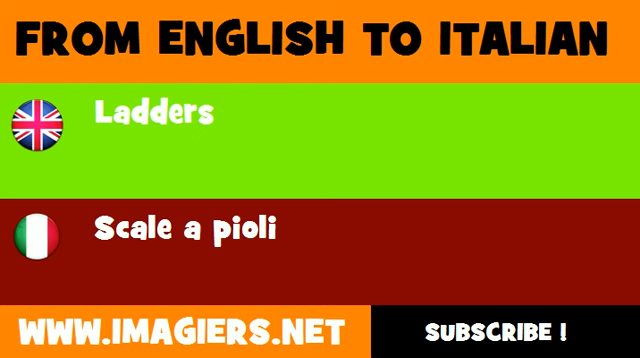 FROM ENGLISH TO ITALIAN
Ladders
Scale a pioli
WWW.IMAGIERS.NET
SUBSCRIBE !